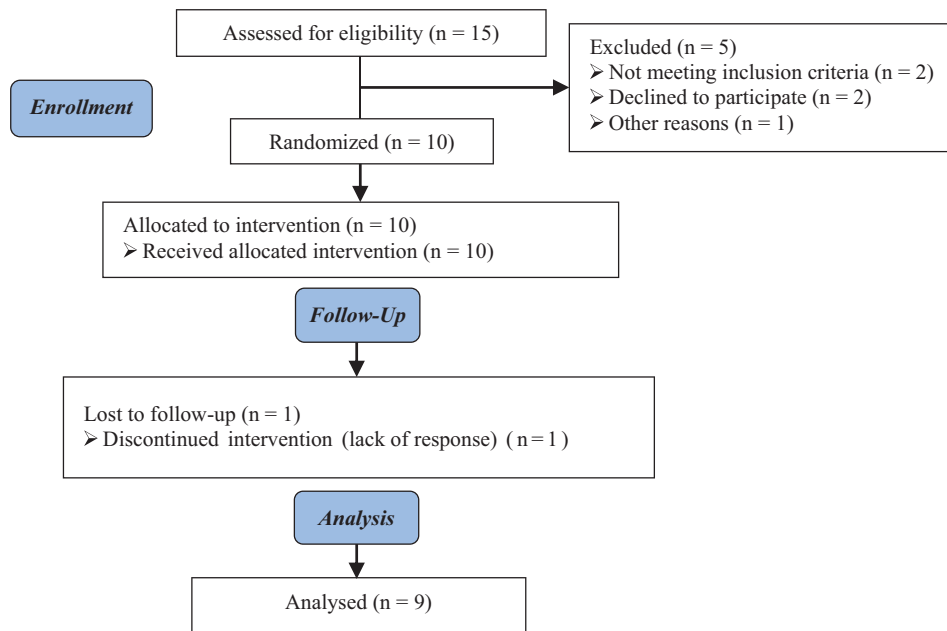 Assessed for eligibility (n = 15)
Excluded (n = 5)
➢ Not meeting inclusion criteria (n = 2)
➢ Declined to participate (n = 2)
➢ Other reasons (n = 1)
Enrollment
Randomized (n = 10)
Allocated to intervention (n = 10)
➢ Received allocated intervention (n = 10)
Follow-Up
Lost to follow-up (n = 1)
➢ Discontinued intervention (lack of response) (n = 1)
Analysis
Analysed (n = 9)